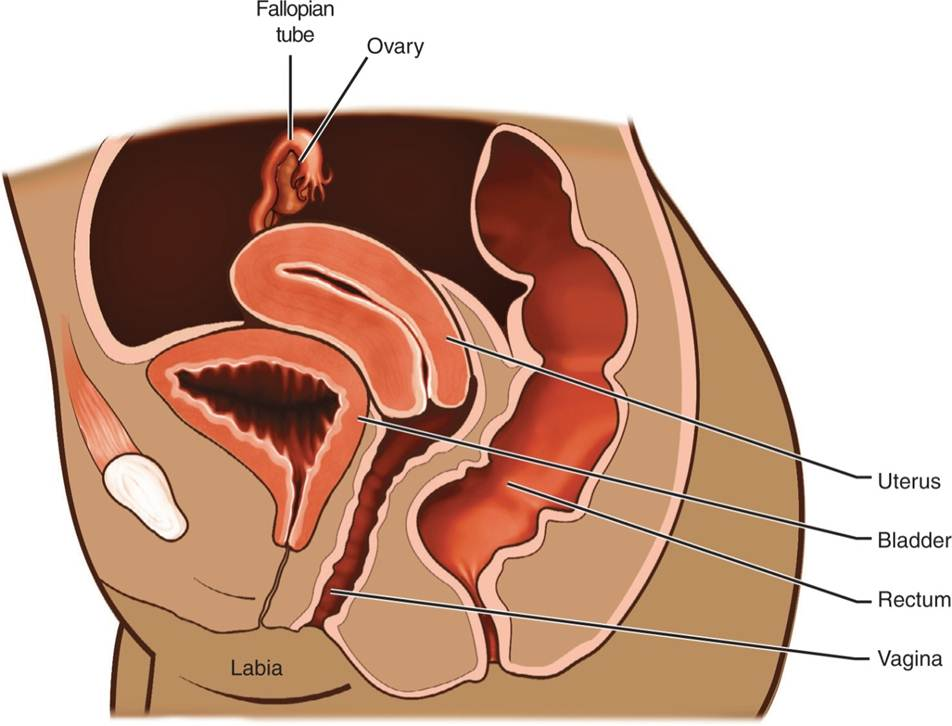 Fallopian
tube
Ovary
Uterus
Bladder
Rectum
Vagina
Labia